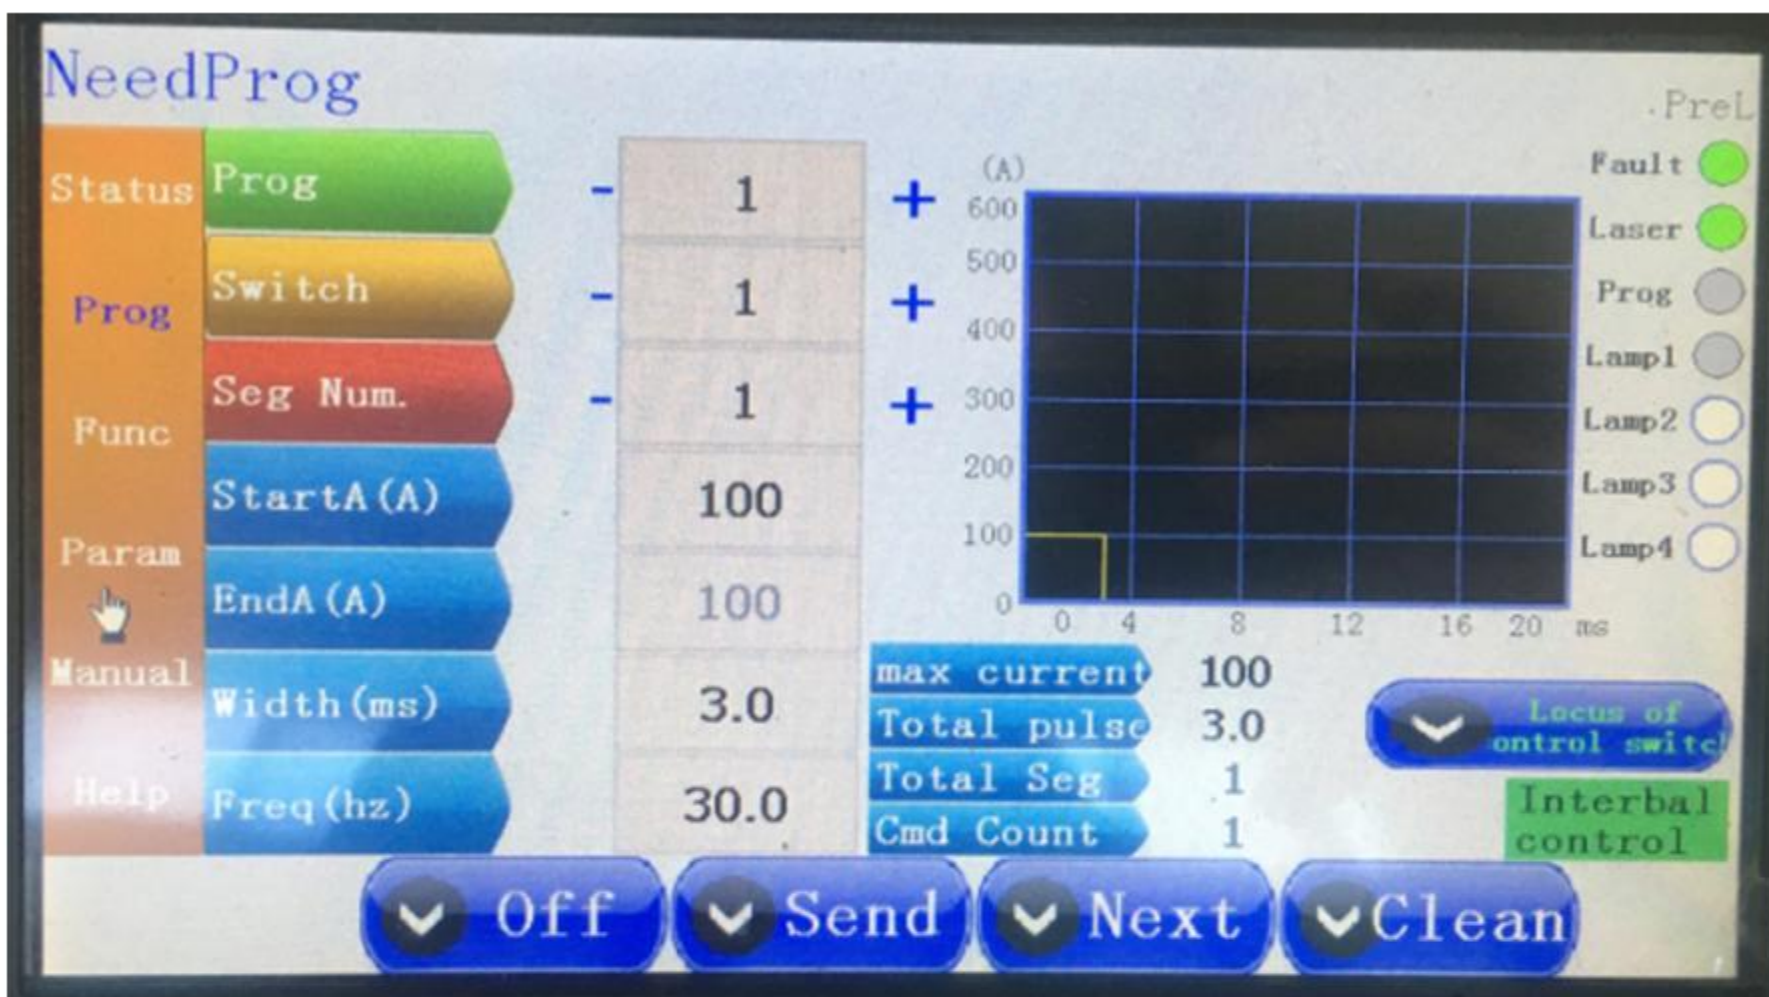 NeedProg
.PreL
Status
Prog
Func
Param
Manual
Help
Prog - 1 +
Switch - 1 +
Seg Num. - 1 +
StartA(A) 100
EndA(A) 100
Width(ms) 3.0
Freq(hz) 30.0
(A)
600
500
400
300
200
100
0
0 4 8 12 16 20 ms
Fault
Laser
Prog
Lamp1
Lamp2
Lamp3
Lamp4
max current 100
Total pulse 3.0
Total Seg 1
Cmd Count 1
Locus of
ontrol switch
Interbal
control
Off
Send
Next
Clean